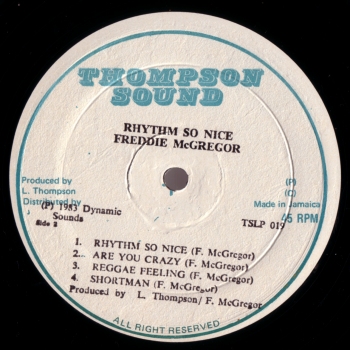 THOMPSON
SOUND
RHYTHM SO NICE
FREDDIE McGREGOR
Produced by
L. Thompson
Distributed by
(P) 1983 Dynamic
Sounds
Side 2
(P)
(C)
Made in Jamaica
45 RPM
TSLP 019
1. RHYTHM SO NICE (F. McGregor)
2. ARE YOU CRAZY (F. McGregor)
3. REGGAE FEELING (F. McGregor)
4. SHORTMAN (F. McGregor)
Produced by L. Thompson/ F. McGregor
ALL RIGHT RESERVED